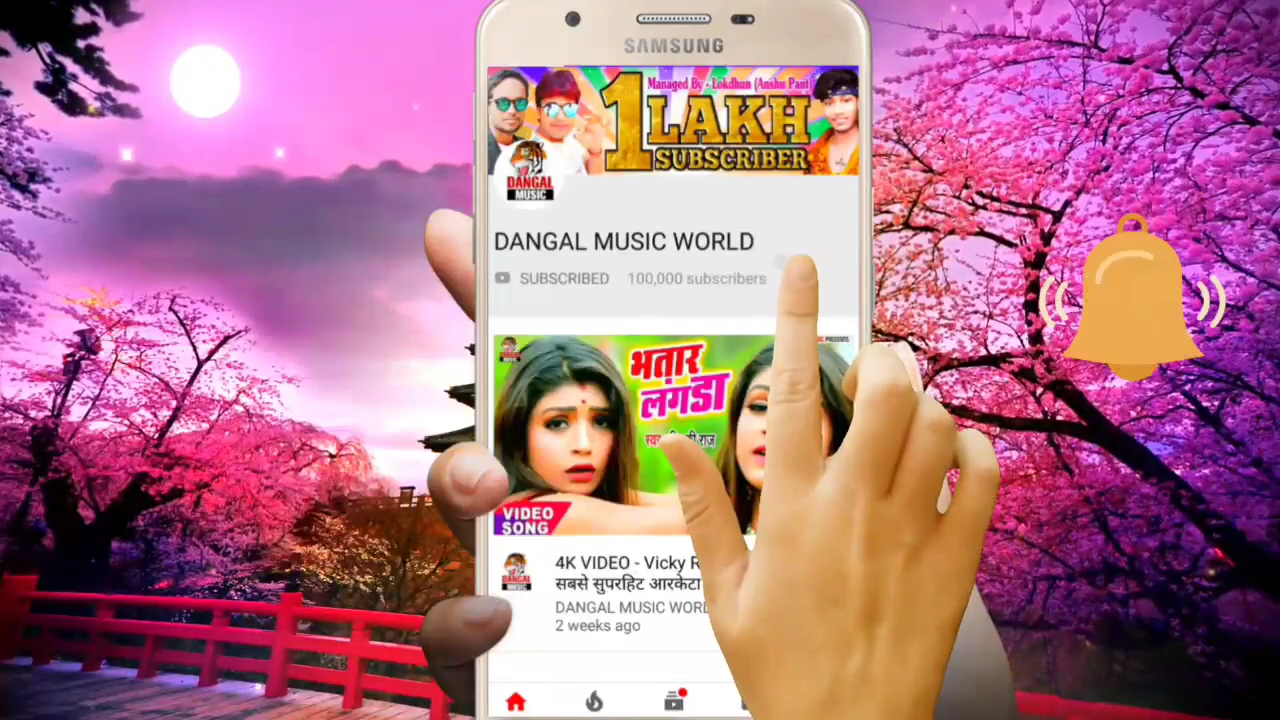 SAMSUNG
Managed By - Lokdhun (Anshu Pant)
1 LAKH
SUBSCRIBER
DANGAL
MUSIC
DANGAL MUSIC WORLD
SUBSCRIBED 100,000 subscribers
भतार
लंगडा
VIDEO
SONG
DANGAL
4K VIDEO - Vicky
सबसे सुपरहिट आरकेटा
DANGAL MUSIC
2 weeks ago